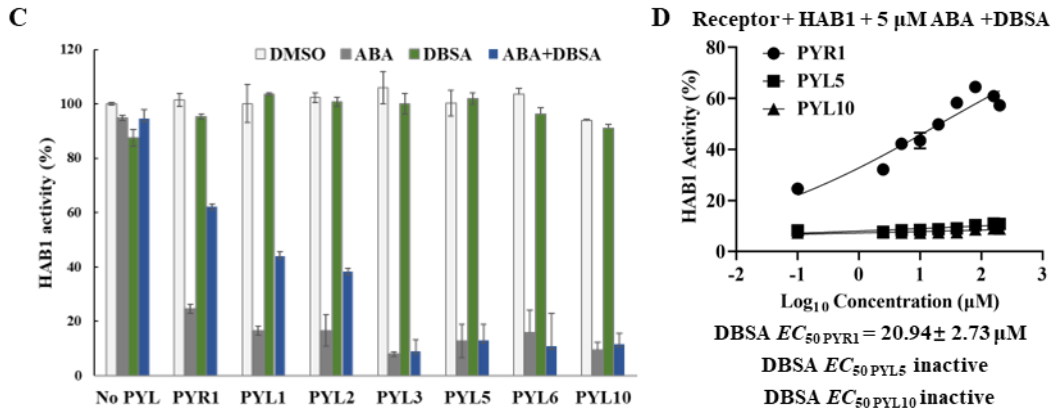 C
120
100
80
60
40
20
0
HAB1 activity (%)
DMSO ABA DBSA ABA+DBSA
No PYL PYR1 PYL1 PYL2 PYL3 PYL5 PYL6 PYL10
D Receptor + HAB1 + 5 μM ABA +DBSA
80
60
40
20
0
HAB1 Activity (%)
PYR1
PYL5
PYL10
-2 -1 0 1 2 3
Log10 Concentration (μM)
DBSA EC50 PYR1 = 20.94 ± 2.73 μM
DBSA EC50 PYL5 inactive
DBSA EC50 PYL10 inactive